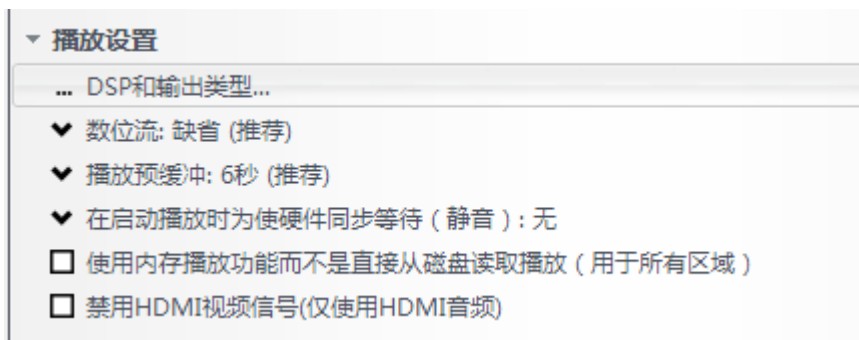 播放设置
... DSP和输出类型...
数位流: 缺省 (推荐)
播放预缓冲: 6秒 (推荐)
在启动播放时为使硬件同步等待 ( 静音 ) : 无
使用内存播放功能而不是直接从磁盘读取播放 ( 用于所有区域 )
禁用HDMI视频信号(仅使用HDMI音频)